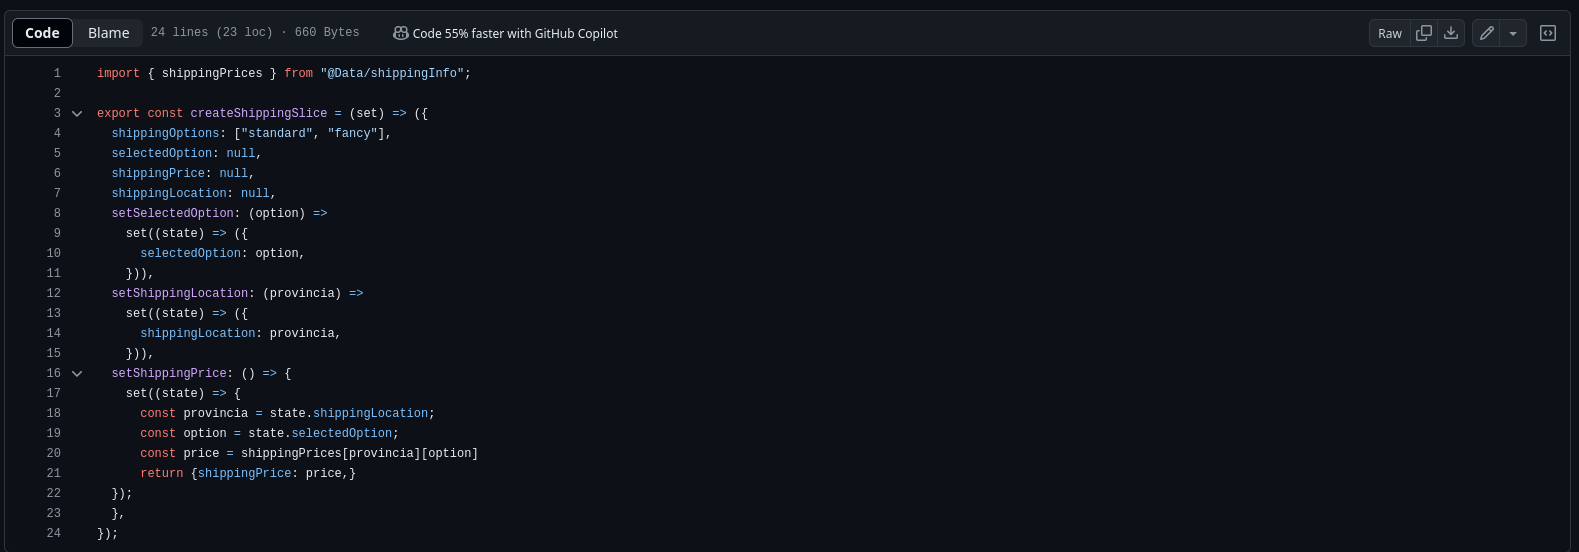 Code Blame 24 lines (23 loc) · 660 Bytes Code 55% faster with GitHub Copilot Raw
1 import { shippingPrices } from "@Data/shippingInfo";
2
3 export const createShippingSlice = (set) => ({
4 shippingOptions: ["standard", "fancy"],
5 selectedOption: null,
6 shippingPrice: null,
7 shippingLocation: null,
8 setSelectedOption: (option) =>
9 set((state) => ({
10 selectedOption: option,
11 })),
12 setShippingLocation: (provincia) =>
13 set((state) => ({
14 shippingLocation: provincia,
15 })),
16 setShippingPrice: () => {
17 set((state) => {
18 const provincia = state.shippingLocation;
19 const option = state.selectedOption;
20 const price = shippingPrices[provincia][option]
21 return {shippingPrice: price,}
22 });
23 },
24 });